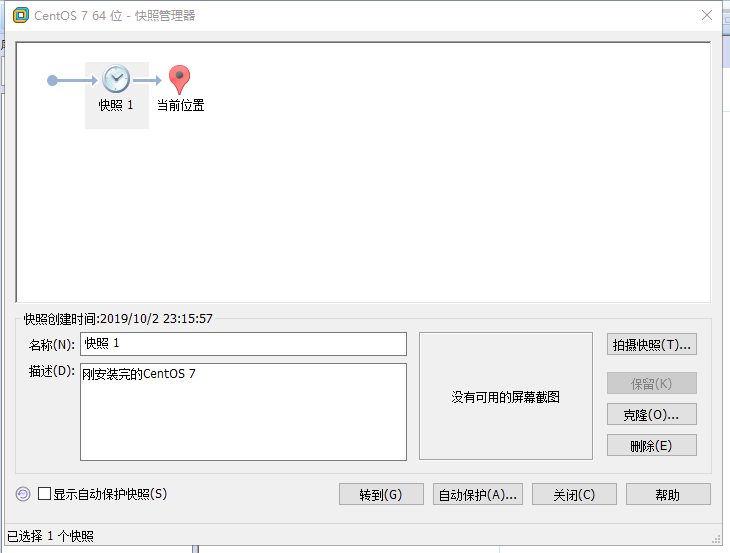 CentOS 7 64 位 - 快照管理器
快照 1
当前位置
快照创建时间:2019/10/2 23:15:57
名称(N):
快照 1
描述(D):
刚安装完的CentOS 7
没有可用的屏幕截图
拍摄快照(T)...
保留(K)
克隆(O)...
删除(E)
显示自动保护快照(S)
转到(G)
自动保护(A)...
关闭(C)
帮助
已选择 1 个快照